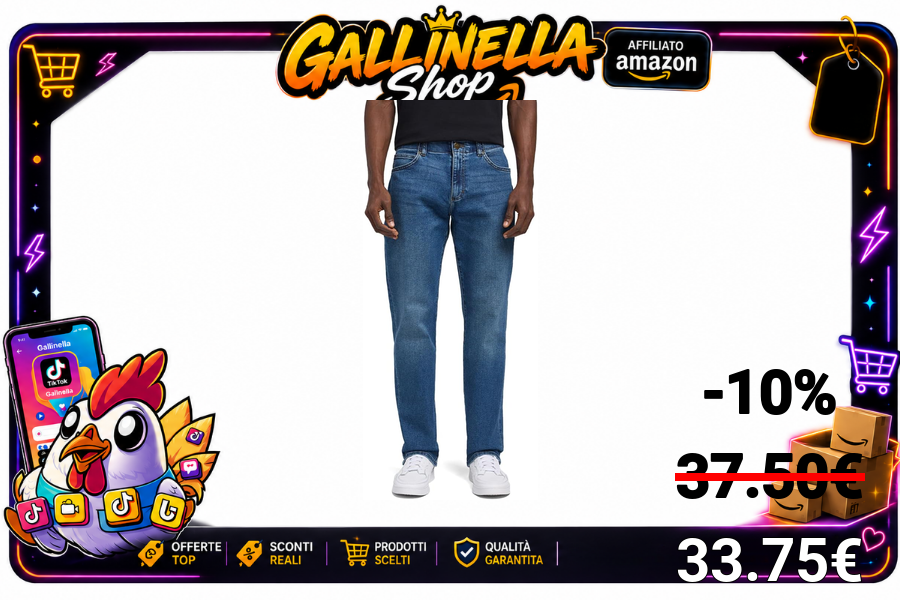 GALLINELLA
Shop
AFFILIATO
amazon
Gallinella
TikTok
Gallinella
-10%
37.50€
33.75€
OFFERTE
TOP
SCONTI
REALI
PRODOTTI
SCELTI
QUALITÀ
GARANTITA